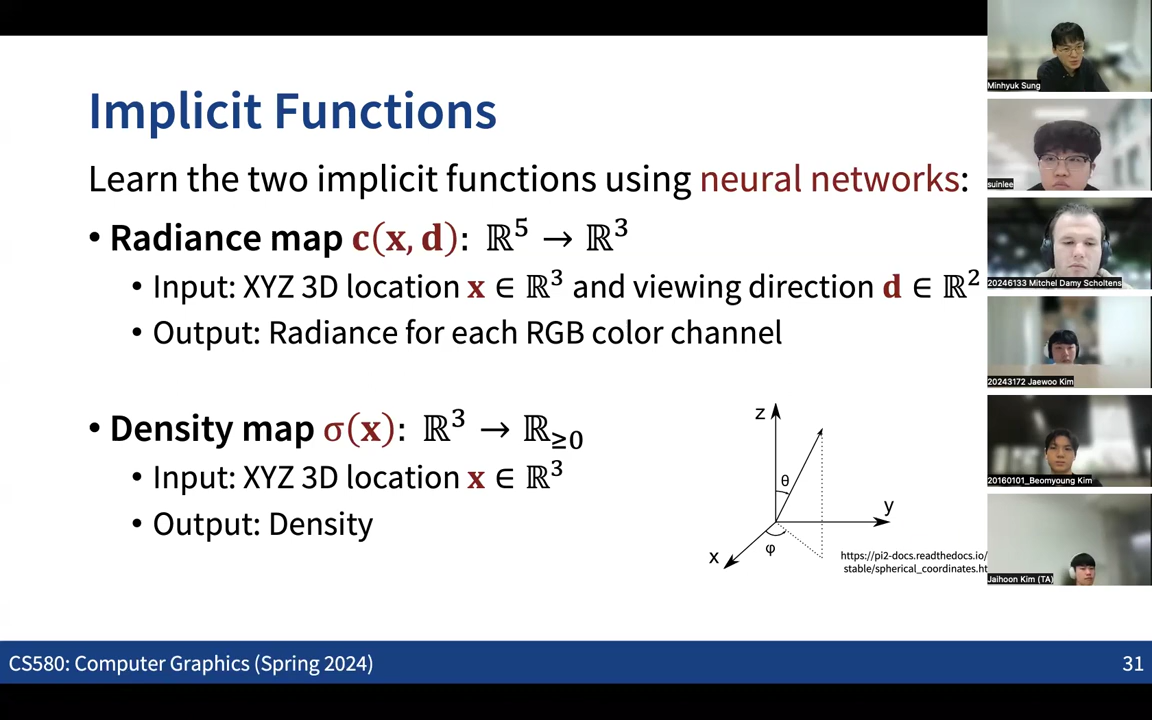 Implicit Functions
Learn the two implicit functions using neural networks:
• Radiance map c(x, d): ℝ⁵ → ℝ³
• Input: XYZ 3D location x ∈ ℝ³ and viewing direction d ∈ ℝ²
• Output: Radiance for each RGB color channel
• Density map σ(x): ℝ³ → ℝ≥0
• Input: XYZ 3D location x ∈ ℝ³
• Output: Density
z
θ
y
x
φ
https://pi2-docs.readthedocs.io/
stable/spherical_coordinates.ht
CS580: Computer Graphics (Spring 2024)
31
Minhyuk Sung
suinlee
20246133 Mitchel Damy Scholtens
20243172 Jaewoo Kim
20160101_Beomyoung Kim
Jaihoon Kim (TA)